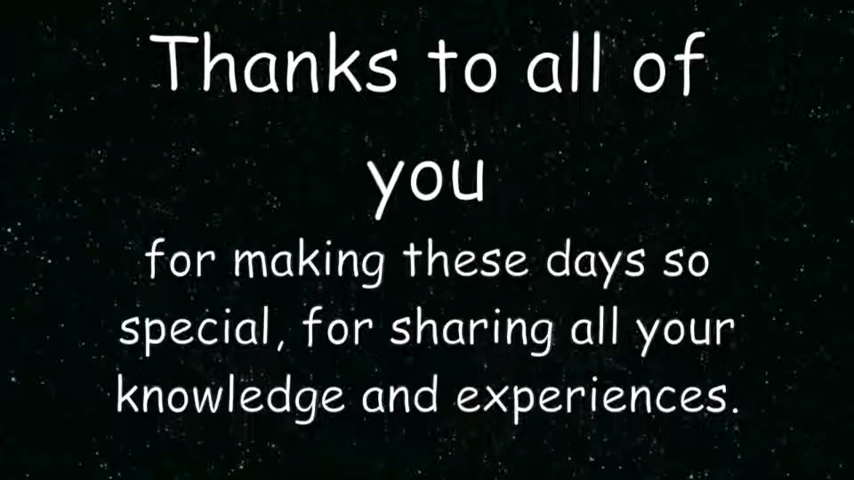 Thanks to all of
you
for making these days so
special, for sharing all your
knowledge and experiences.